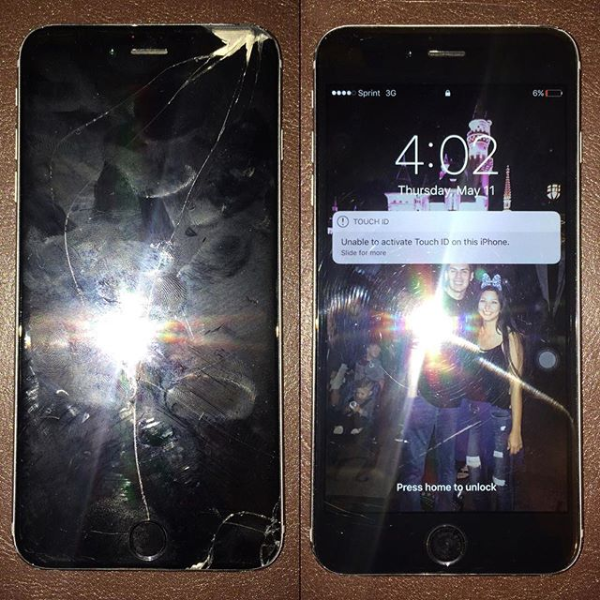 Sprint 3G 6%
4:02
Thursday, May 11
TOUCH ID
Unable to activate Touch ID on this iPhone.
Slide for more
Press home to unlock